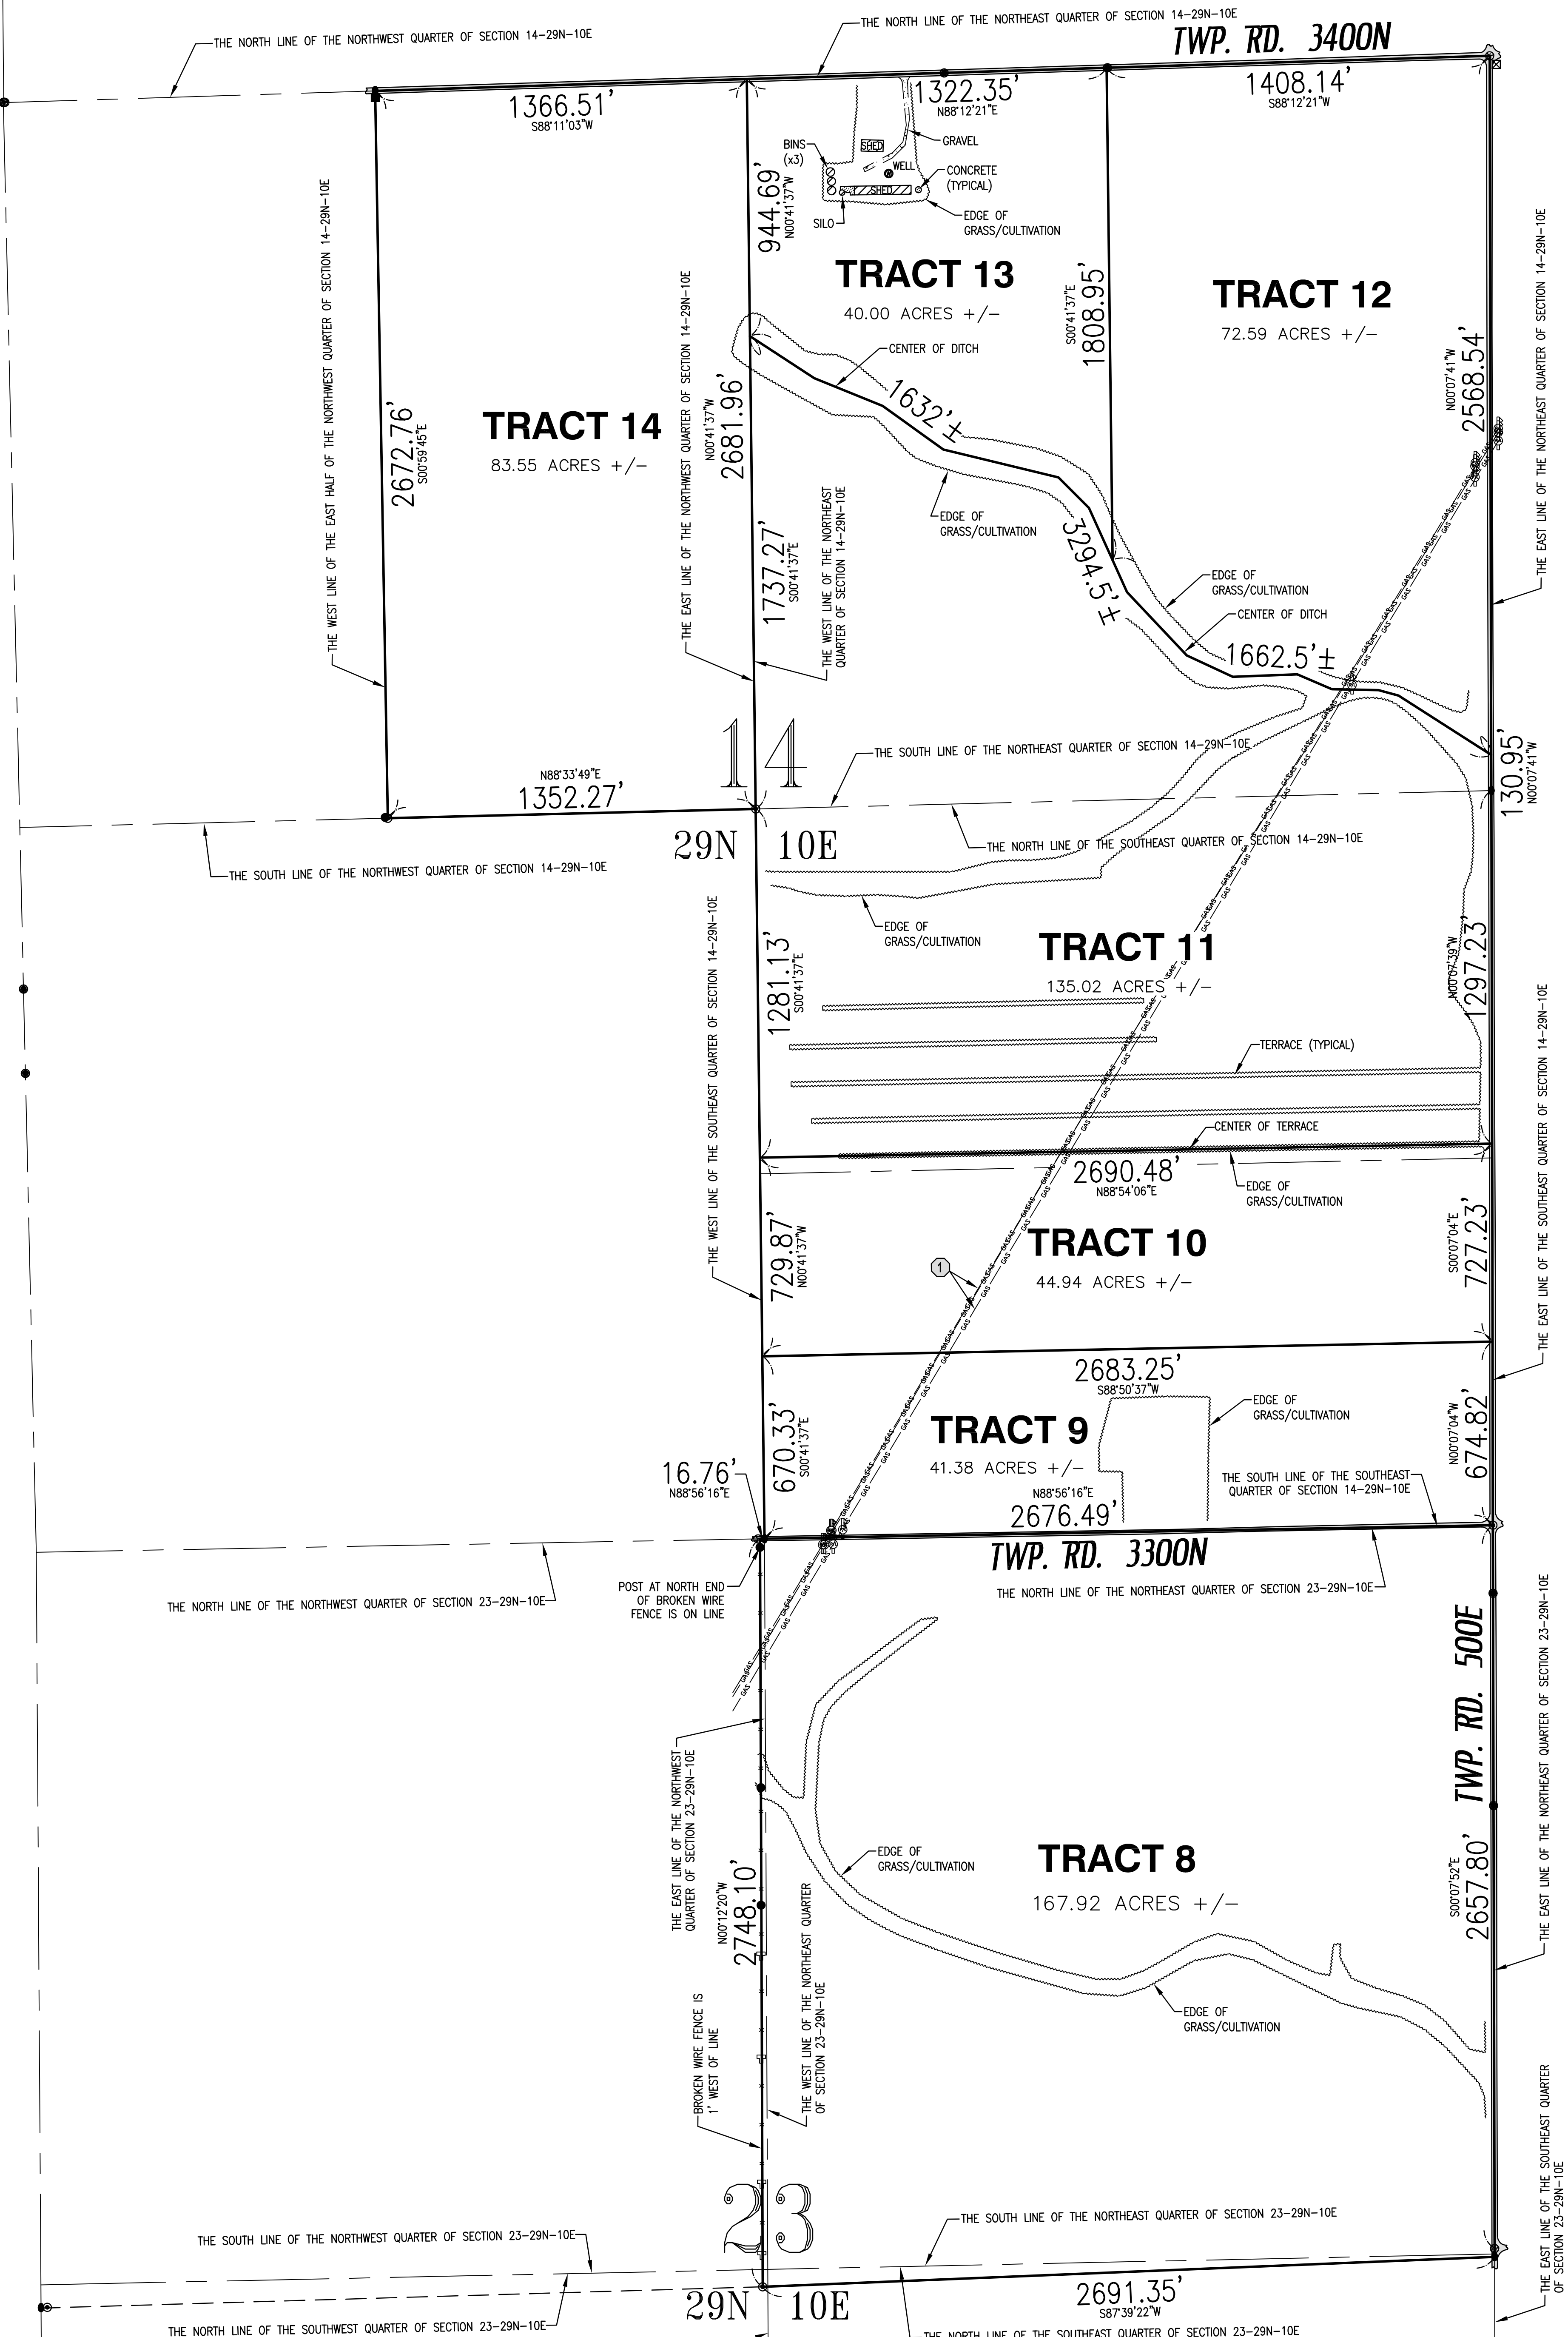 THE NORTH LINE OF THE NORTHWEST QUARTER OF SECTION 14-29N-10E
THE NORTH LINE OF THE NORTHEAST QUARTER OF SECTION 14-29N-10E
TWP. RD. 3400N
1366.51'
S88°11'03"W
1322.35'
N88°12'21"E
1408.14'
S88°12'21"W
BINS
(x3)
SHED
GRAVEL
WELL
CONCRETE
(TYPICAL)
SHED
SILO
EDGE OF
GRASS/CULTIVATION
944.69'
N00°41'37"W
TRACT 13
40.00 ACRES +/-
TRACT 12
72.59 ACRES +/-
S00°41'37"E
1808.95'
N00°07'41"W
2568.54'
THE EAST LINE OF THE NORTHEAST QUARTER OF SECTION 14-29N-10E
THE WEST LINE OF THE EAST HALF OF THE NORTHWEST QUARTER OF SECTION 14-29N-10E
2672.76'
S00°59'45"E
TRACT 14
83.55 ACRES +/-
THE EAST LINE OF THE NORTHWEST QUARTER OF SECTION 14-29N-10E
N00°41'37"W
2681.96'
CENTER OF DITCH
1632'±
EDGE OF
GRASS/CULTIVATION
1737.27'
S00°41'37"E
THE WEST LINE OF THE NORTHEAST
QUARTER OF SECTION 14-29N-10E
3294.5'±
EDGE OF
GRASS/CULTIVATION
CENTER OF DITCH
1662.5'±
GAS
14
THE SOUTH LINE OF THE NORTHEAST QUARTER OF SECTION 14-29N-10E
130.95'
N00°07'41"W
N88°33'49"E
1352.27'
29N 10E
THE NORTH LINE OF THE SOUTHEAST QUARTER OF SECTION 14-29N-10E
THE SOUTH LINE OF THE NORTHWEST QUARTER OF SECTION 14-29N-10E
EDGE OF
GRASS/CULTIVATION
THE WEST LINE OF THE SOUTHEAST QUARTER OF SECTION 14-29N-10E
1281.13'
S00°41'37"E
TRACT 11
135.02 ACRES +/-
N00°07'39"W
1297.23'
TERRACE (TYPICAL)
CENTER OF TERRACE
2690.48'
N88°54'06"E
EDGE OF
GRASS/CULTIVATION
THE EAST LINE OF THE SOUTHEAST QUARTER OF SECTION 14-29N-10E
729.87'
N00°41'37"W
1
TRACT 10
44.94 ACRES +/-
S00°07'04"E
727.23'
2683.25'
S88°50'37"W
EDGE OF
GRASS/CULTIVATION
TRACT 9
41.38 ACRES +/-
670.33'
S00°41'37"E
N00°07'04"W
674.82'
16.76'
N88°56'16"E
THE SOUTH LINE OF THE SOUTHEAST
QUARTER OF SECTION 14-29N-10E
N88°56'16"E
2676.49'
TWP. RD. 3300N
POST AT NORTH END
OF BROKEN WIRE
FENCE IS ON LINE
THE NORTH LINE OF THE NORTHWEST QUARTER OF SECTION 23-29N-10E
THE NORTH LINE OF THE NORTHEAST QUARTER OF SECTION 23-29N-10E
TWP. RD. 500E
THE EAST LINE OF THE NORTHEAST QUARTER OF SECTION 23-29N-10E
THE EAST LINE OF THE NORTHWEST
QUARTER OF SECTION 23-29N-10E
EDGE OF
GRASS/CULTIVATION
TRACT 8
167.92 ACRES +/-
N00°12'20"W
2748.10'
S00°07'52"E
2657.80'
THE WEST LINE OF THE NORTHEAST QUARTER
OF SECTION 23-29N-10E
BROKEN WIRE FENCE IS
1' WEST OF LINE
EDGE OF
GRASS/CULTIVATION
THE EAST LINE OF THE SOUTHEAST QUARTER
OF SECTION 23-29N-10E
23
THE SOUTH LINE OF THE NORTHWEST QUARTER OF SECTION 23-29N-10E
THE SOUTH LINE OF THE NORTHEAST QUARTER OF SECTION 23-29N-10E
29N 10E
2691.35'
S87°39'22"W
THE NORTH LINE OF THE SOUTHWEST QUARTER OF SECTION 23-29N-10E
THE NORTH LINE OF THE SOUTHEAST QUARTER OF SECTION 23-29N-10E